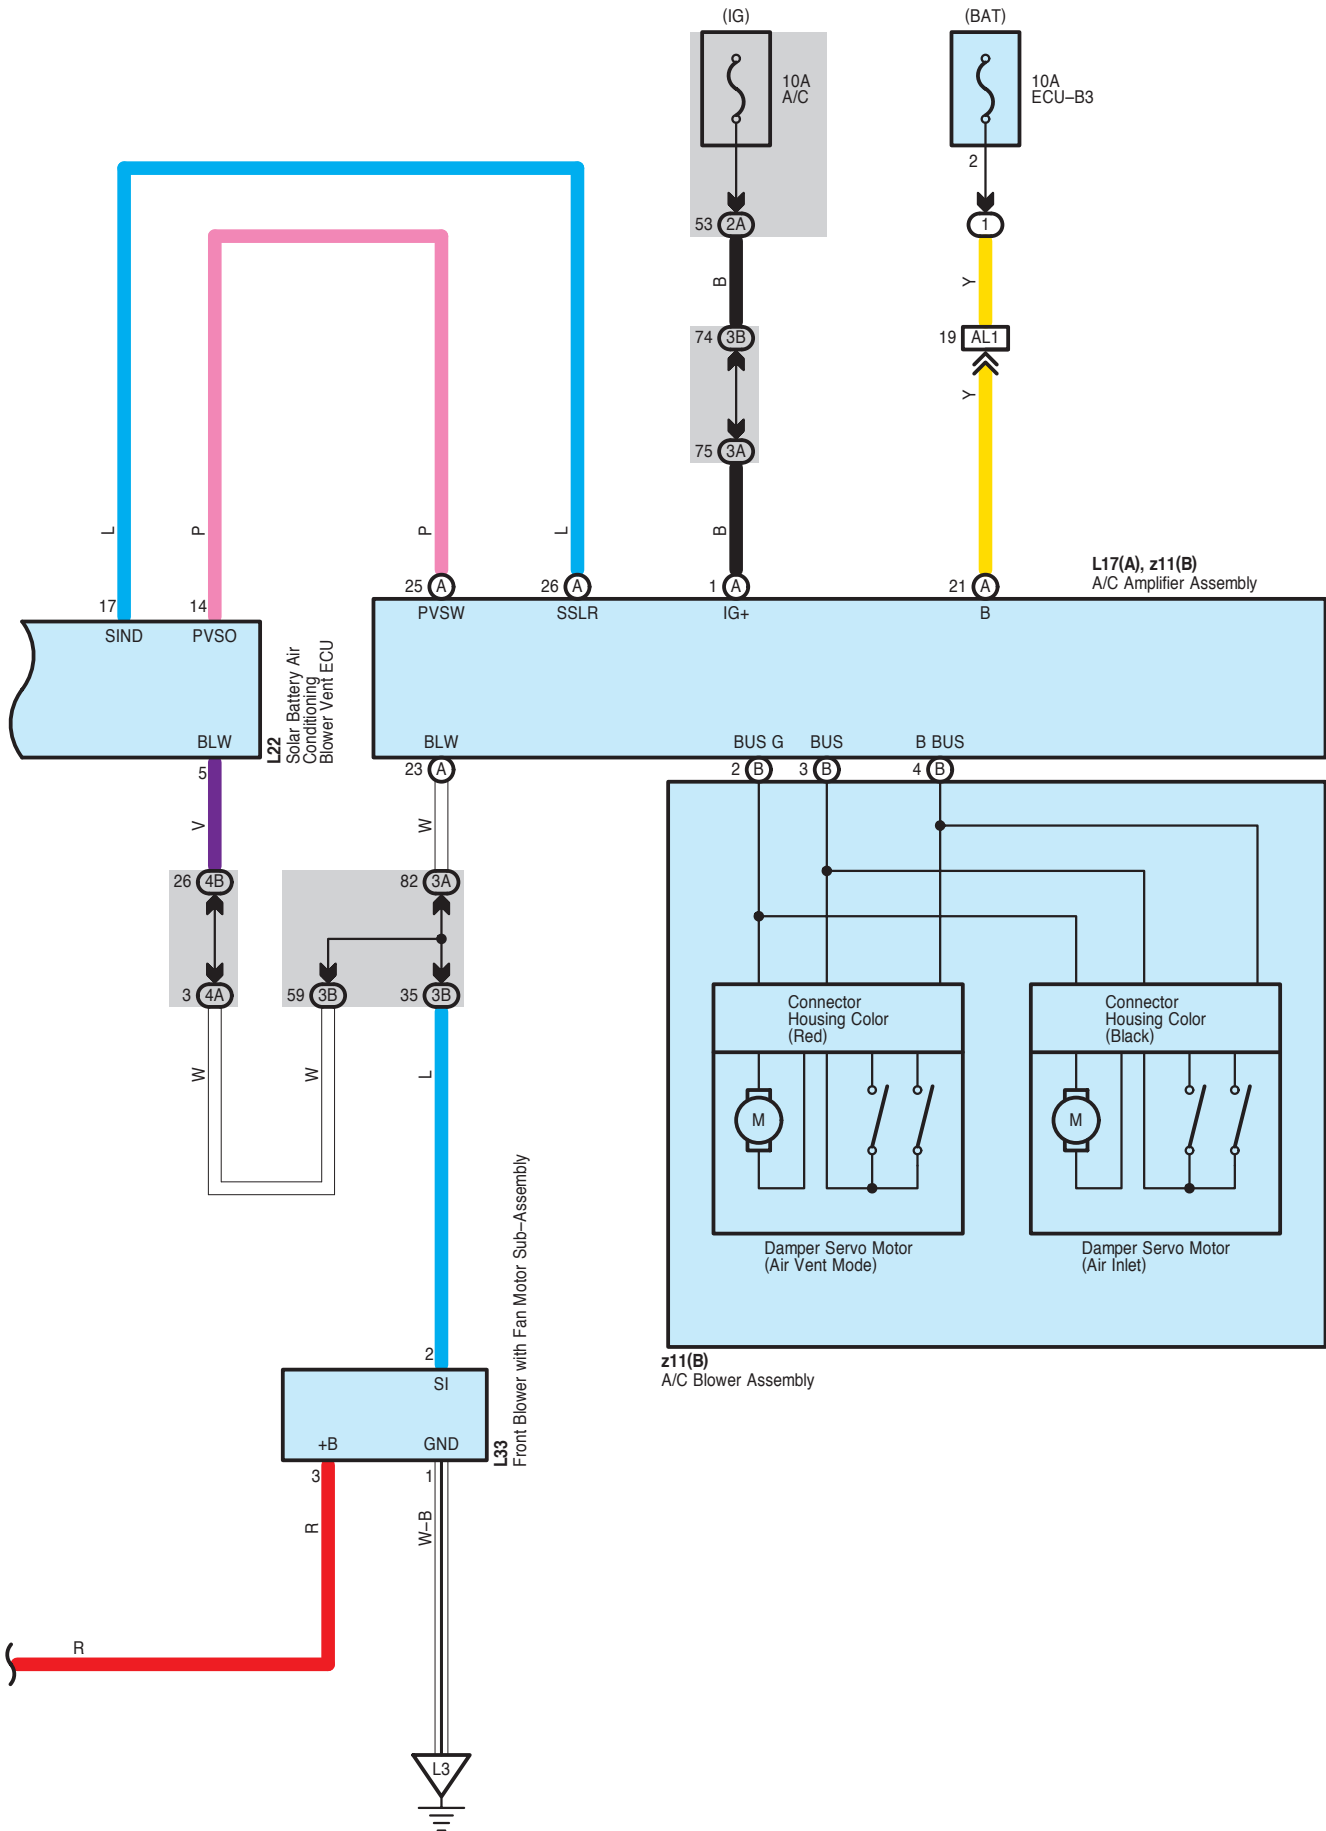 (IG)
(BAT)
10A
A/C
10A
ECU–B3
2
53
2A
1
B
Y
74
3B
19
AL1
Y
75
3A
L
P
P
L
B
L17(A), z11(B)
A/C Amplifier Assembly
25
A
26
A
1
A
21
A
17
14
PVSW
SSLR
IG+
B
SIND
PVSO
L22
Solar Battery Air
Conditioning
Blower Vent ECU
BLW
BLW
BUS G
BUS
B BUS
5
23
A
2
B
3
B
4
B
V
W
26
4B
82
3A
3
4A
59
3B
35
3B
Connector
Housing Color
(Red)
Connector
Housing Color
(Black)
W
W
L
M
M
Damper Servo Motor
(Air Vent Mode)
Damper Servo Motor
(Air Inlet)
2
SI
z11(B)
A/C Blower Assembly
+B
GND
L33
Front Blower with Fan Motor Sub–Assembly
3
1
R
W–B
R
L3